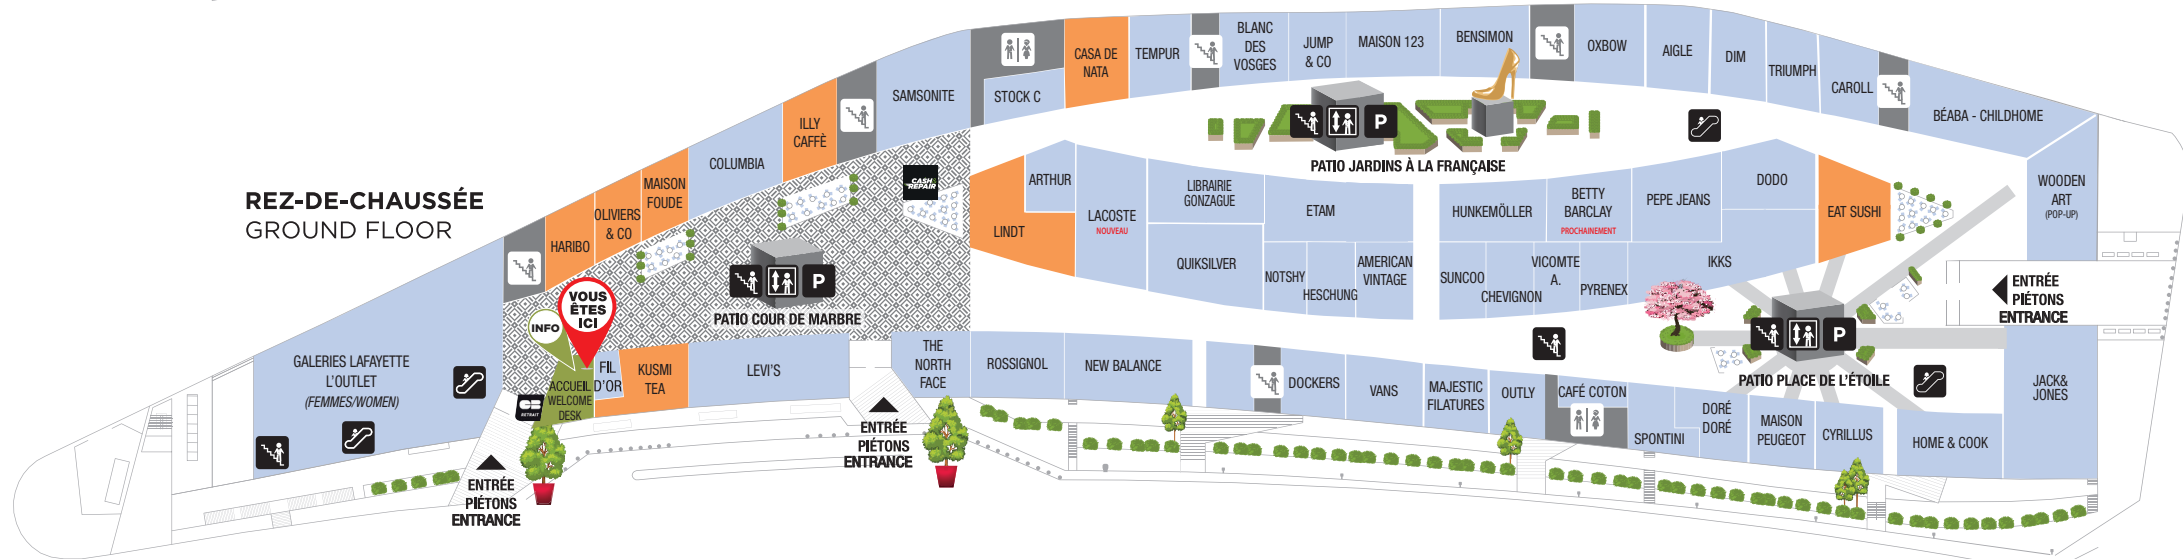 REZ-DE-CHAUSSÉE
GROUND FLOOR
GALERIES LAFAYETTE
L'OUTLET
(FEMMES/WOMEN)
HARIBO
OLIVIERS
& CO
MAISON
FOUDE
COLUMBIA
ILLY
CAFFÈ
SAMSONITE
STOCK C
CASA DE
NATA
TEMPUR
BLANC
DES
VOSGES
JUMP
& CO
MAISON 123
BENSIMON
OXBOW
AIGLE
DIM
TRIUMPH
CAROLL
BÉABA - CHILDHOME
WOODEN
ART
(POP-UP)
CASH&
REPAIR
P
PATIO JARDINS À LA FRANÇAISE
LINDT
ARTHUR
LACOSTE
NOUVEAU
LIBRAIRIE
GONZAGUE
QUIKSILVER
ETAM
NOTSHY
HESCHUNG
AMERICAN
VINTAGE
HUNKEMÖLLER
BETTY
BARCLAY
PROCHAINEMENT
PEPE JEANS
DODO
EAT SUSHI
SUNCOO
CHEVIGNON
VICOMTE
A.
PYRENEX
IKKS
P
PATIO COUR DE MARBRE
VOUS
ÊTES
ICI
INFO
ACCUEIL
WELCOME
DESK
RETRAIT
FIL
D'OR
KUSMI
TEA
LEVI'S
THE
NORTH
FACE
ROSSIGNOL
NEW BALANCE
DOCKERS
VANS
MAJESTIC
FILATURES
OUTLY
CAFÉ COTON
SPONTINI
DORÉ
DORÉ
MAISON
PEUGEOT
CYRILLUS
HOME & COOK
JACK&
JONES
P
PATIO PLACE DE L'ÉTOILE
ENTRÉE
PIÉTONS
ENTRANCE
ENTRÉE
PIÉTONS
ENTRANCE
ENTRÉE
PIÉTONS
ENTRANCE